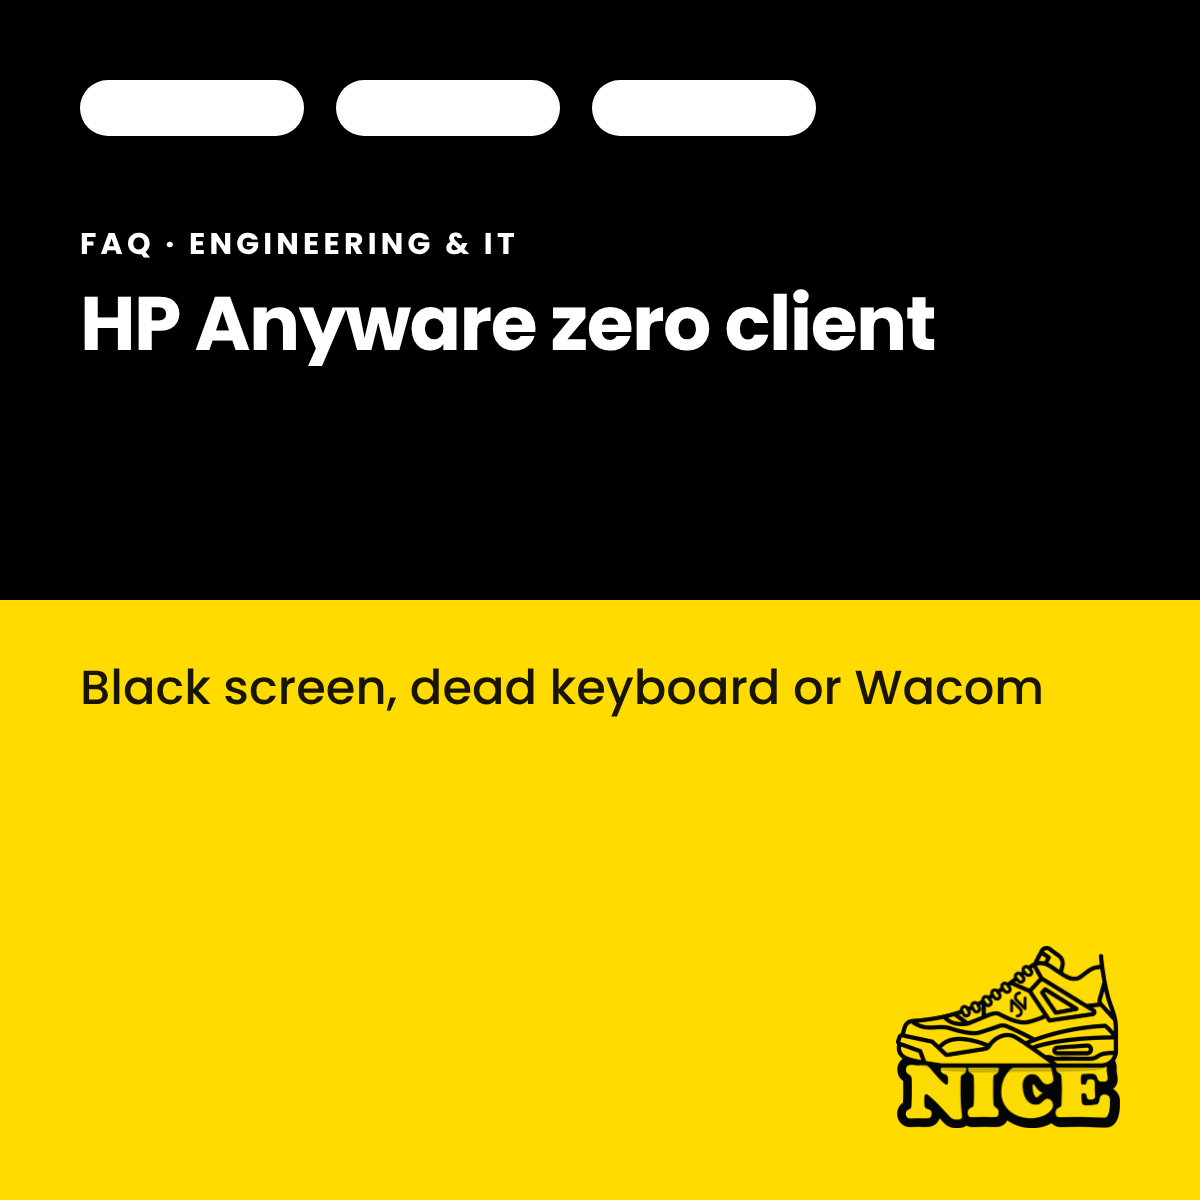 FAQ · ENGINEERING & IT
HP Anyware zero client
Black screen, dead keyboard or Wacom
NICE